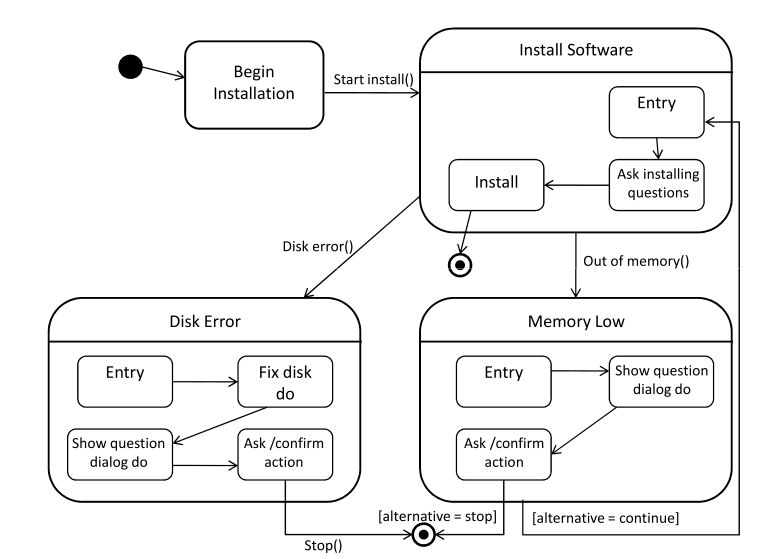 Install Software
Begin
Installation
Start install()
Entry
Ask installing
questions
Install
Disk error()
Out of memory()
Disk Error
Memory Low
Entry
Fix disk
do
Entry
Show question
dialog do
Show question
dialog do
Ask /confirm
action
Ask /confirm
action
[alternative = stop]
[alternative = continue]
Stop()